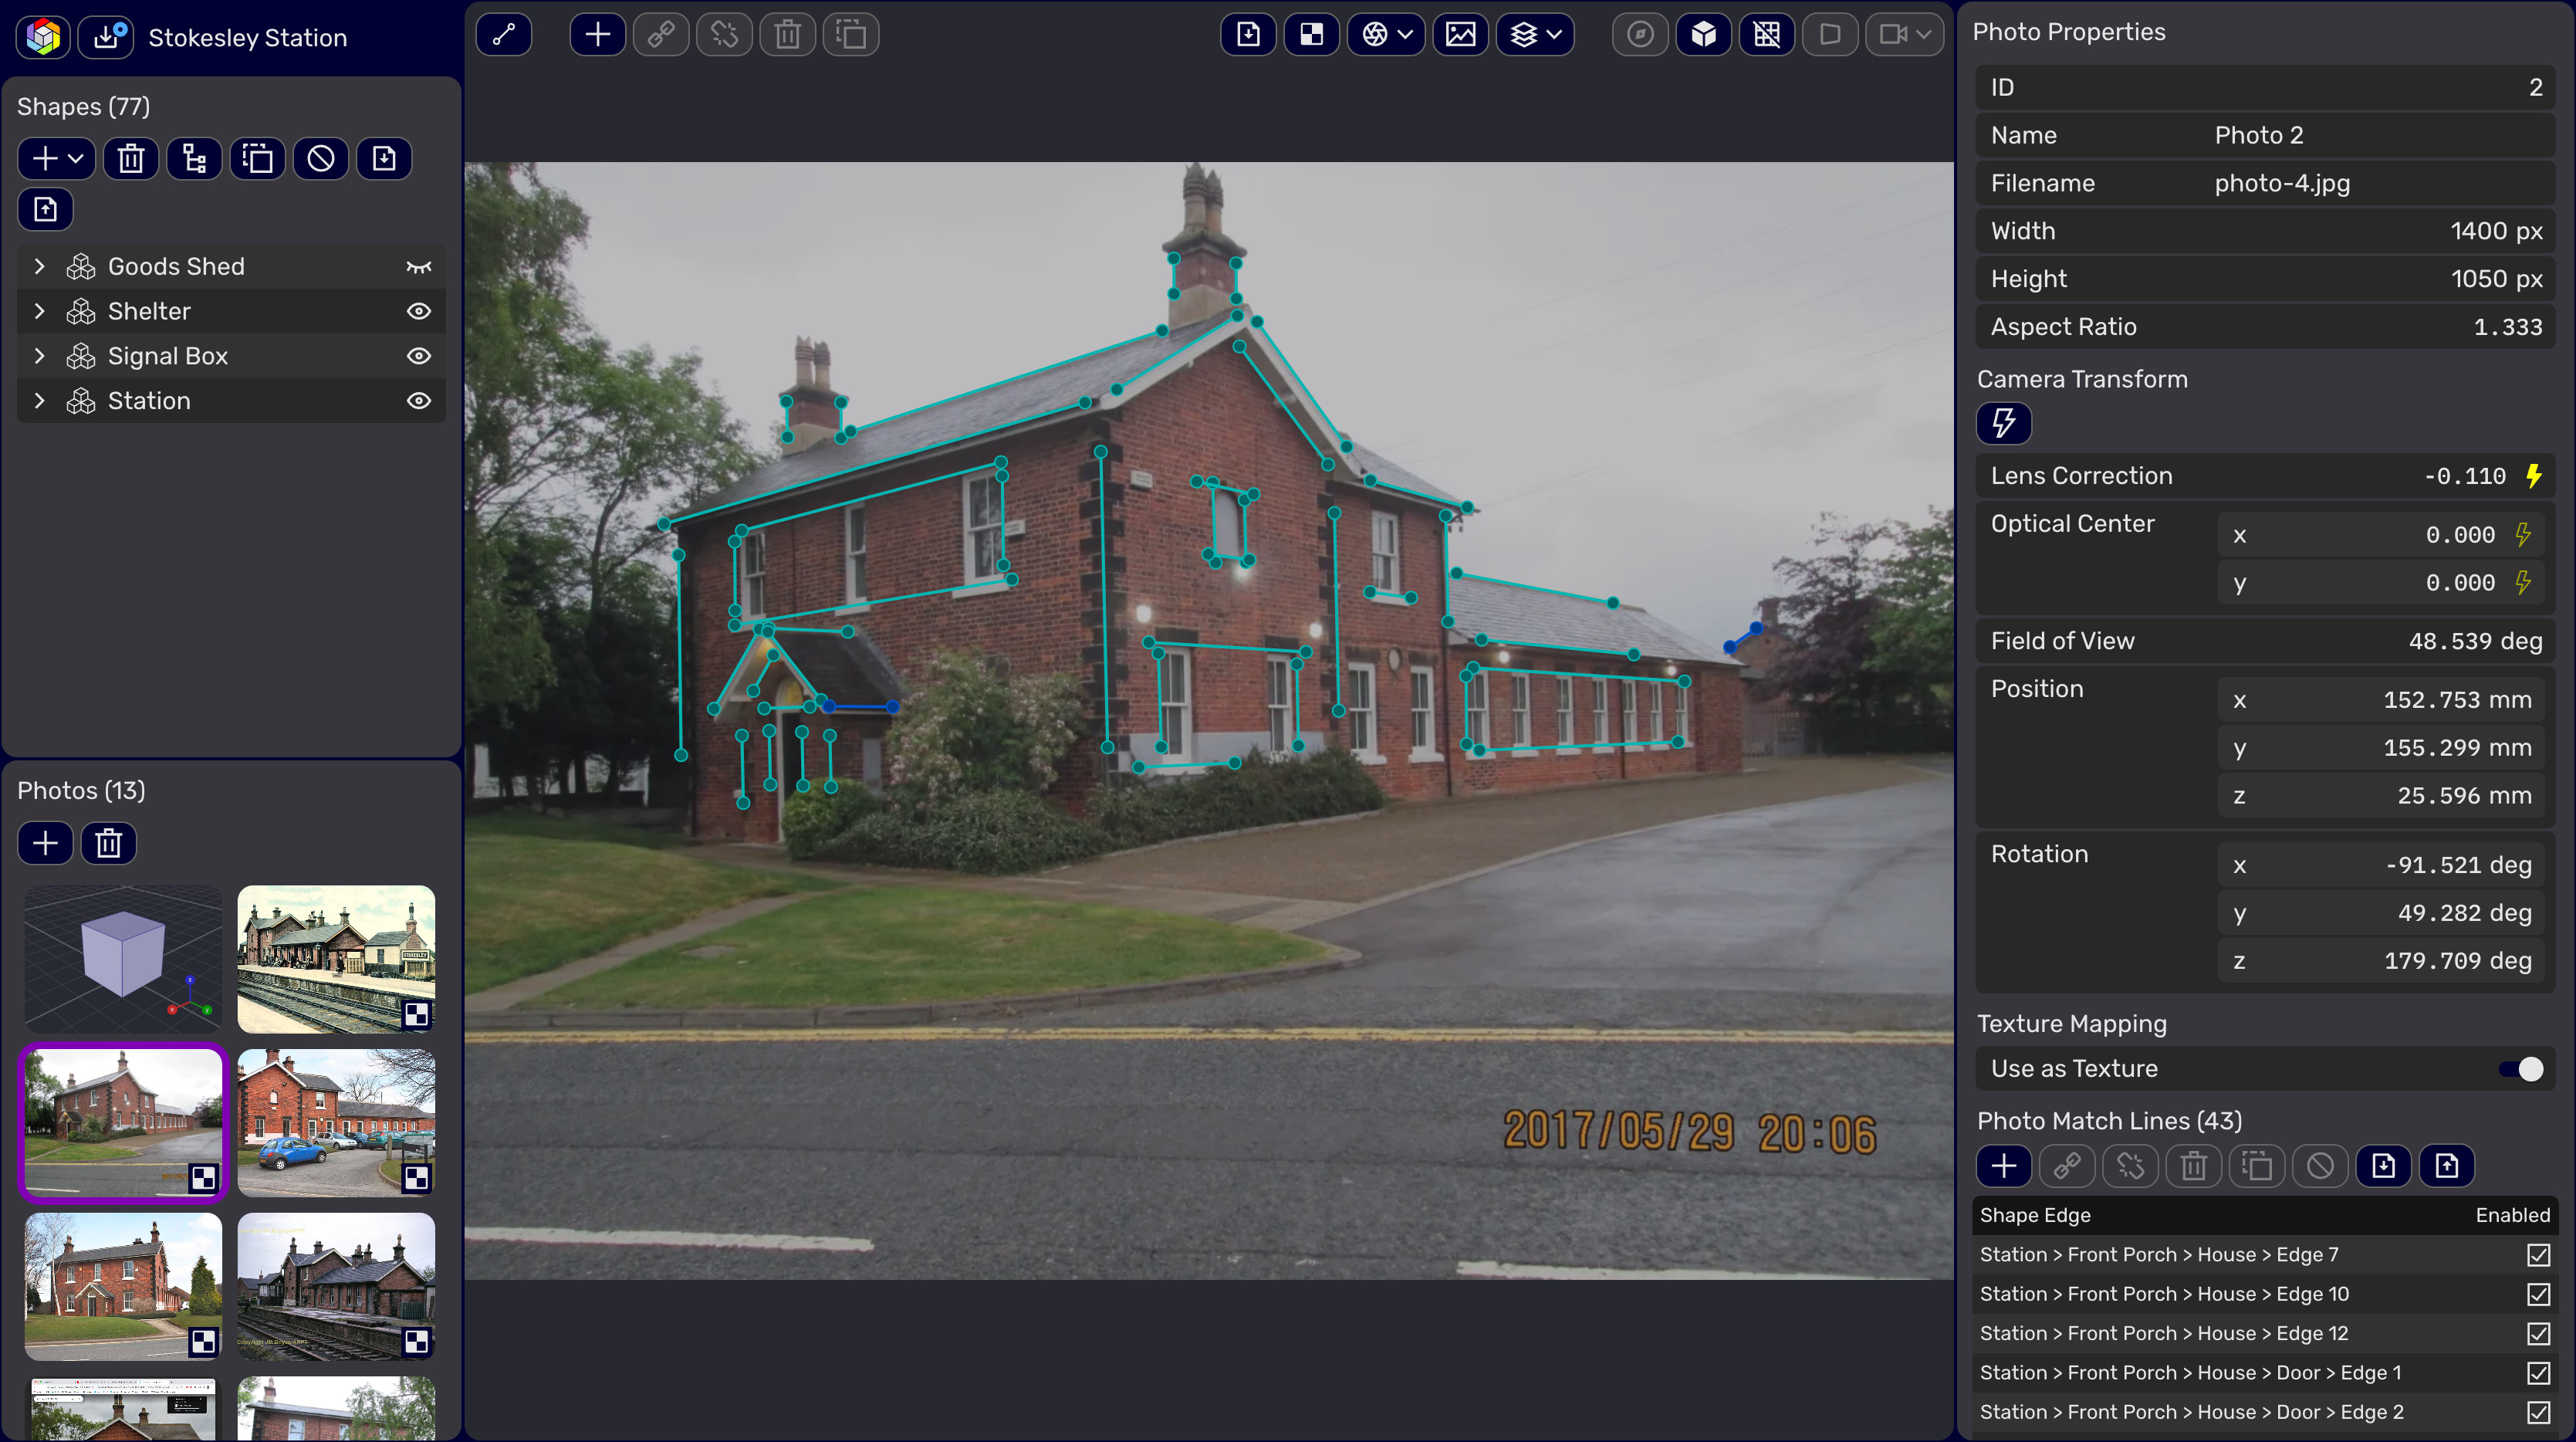 Stokesley Station
Shapes (77)
Goods Shed
Shelter
Signal Box
Station
Photos (13)
STOKESLEY
2017/05/29 20:06
Photo Properties
ID 2
Name Photo 2
Filename photo-4.jpg
Width 1400 px
Height 1050 px
Aspect Ratio 1.333
Camera Transform
Lens Correction -0.110
Optical Center x 0.000
y 0.000
Field of View 48.539 deg
Position x 152.753 mm
y 155.299 mm
z 25.596 mm
Rotation x -91.521 deg
y 49.282 deg
z 179.709 deg
Texture Mapping
Use as Texture
Photo Match Lines (43)
Shape Edge Enabled
Station > Front Porch > House > Edge 7
Station > Front Porch > House > Edge 10
Station > Front Porch > House > Edge 12
Station > Front Porch > House > Door > Edge 1
Station > Front Porch > House > Door > Edge 2